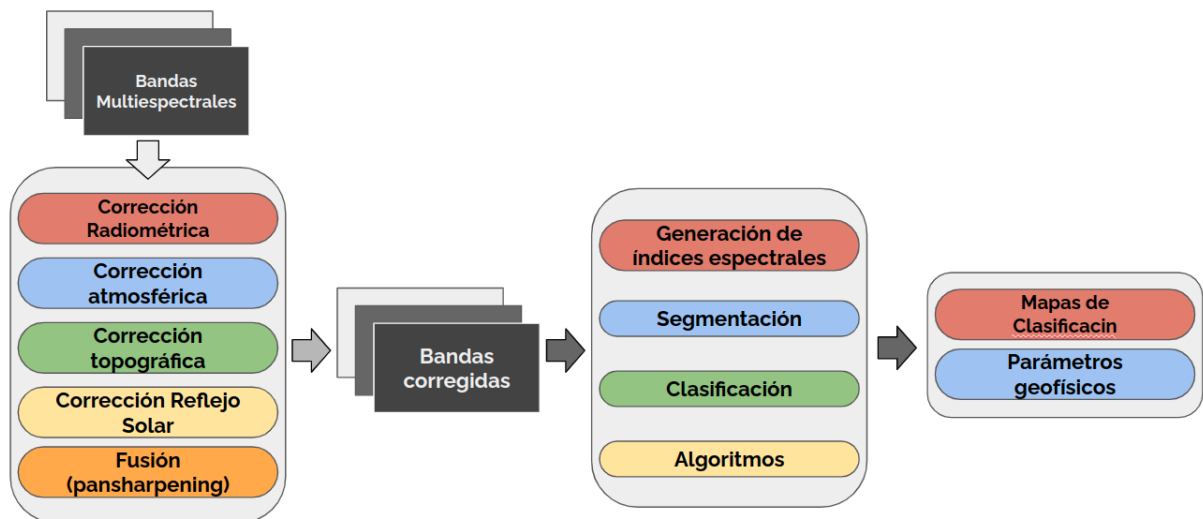 Bandas
Multiespectrales
Corrección
Radiométrica
Corrección
atmosférica
Corrección
topográfica
Corrección Reflejo
Solar
Fusión
(pansharpening)
Bandas
corregidas
Generación de
índices espectrales
Segmentación
Clasificación
Algoritmos
Mapas de
Clasificacin
Parámetros
geofísicos